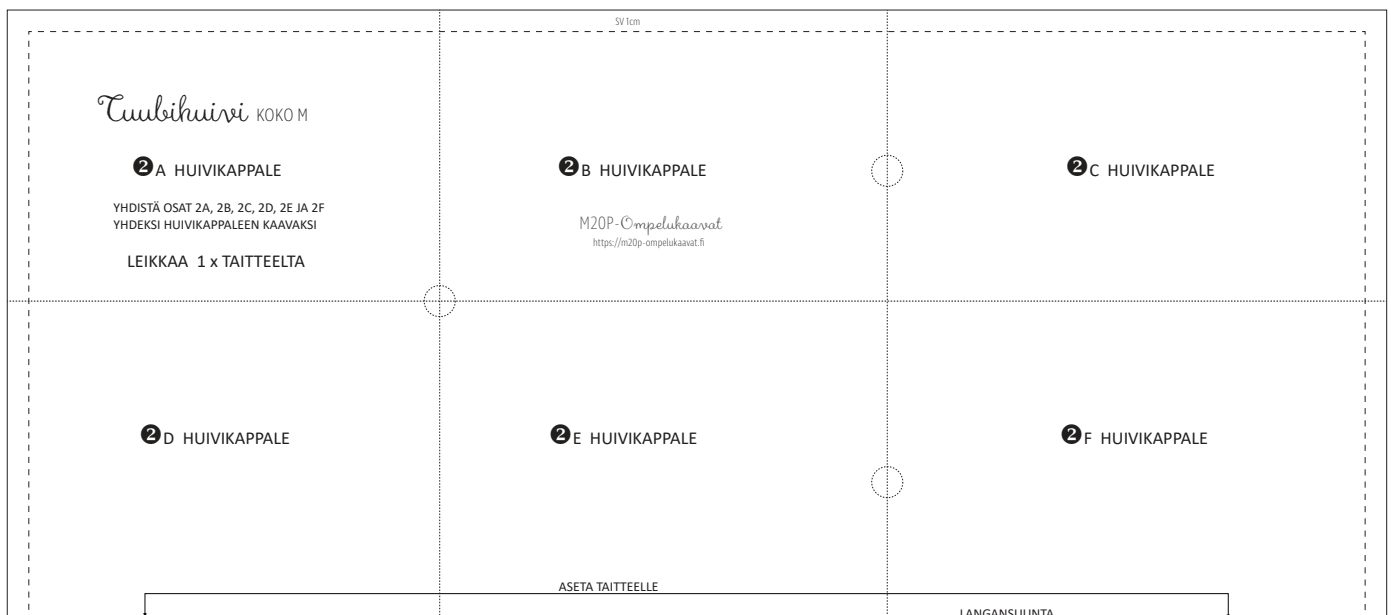 SV 1cm
Tuubihuivi KOKO M
❷A HUIVIKAPPALE
❷B HUIVIKAPPALE
❷C HUIVIKAPPALE
YHDISTÄ OSAT 2A, 2B, 2C, 2D, 2E JA 2F
YHDEKSI HUIVIKAPPALEEN KAAVAKSI
M20P-Ompelukaavat
https://m20p-ompelukaavat.fi
LEIKKAA 1 x TAITTEELTA
❷D HUIVIKAPPALE
❷E HUIVIKAPPALE
❷F HUIVIKAPPALE
ASETA TAITTEELLE
LANGANSUUNTA